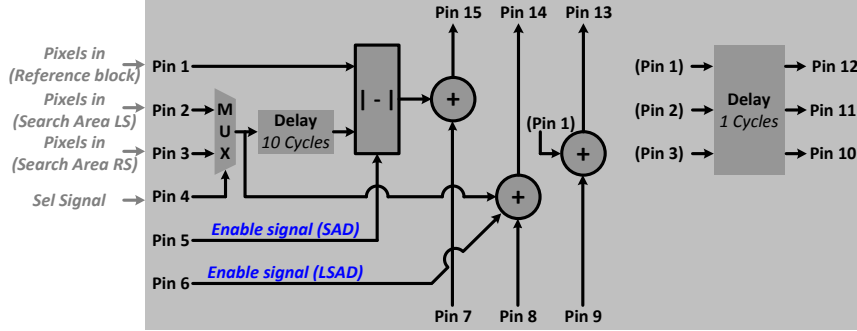 Pin 15
Pin 14
Pin 13
Pixels in
(Reference block)
Pin 1
| - |
(Pin 1)
Pin 12
Pixels in
(Search Area LS)
Pin 2
M
U
X
Delay
10 Cycles
+
(Pin 1)
(Pin 2)
Delay
1 Cycles
Pin 11
Pixels in
(Search Area RS)
Pin 3
+
(Pin 3)
Pin 10
Sel Signal
Pin 4
+
Pin 5
Enable signal (SAD)
Pin 6
Enable signal (LSAD)
Pin 7
Pin 8
Pin 9